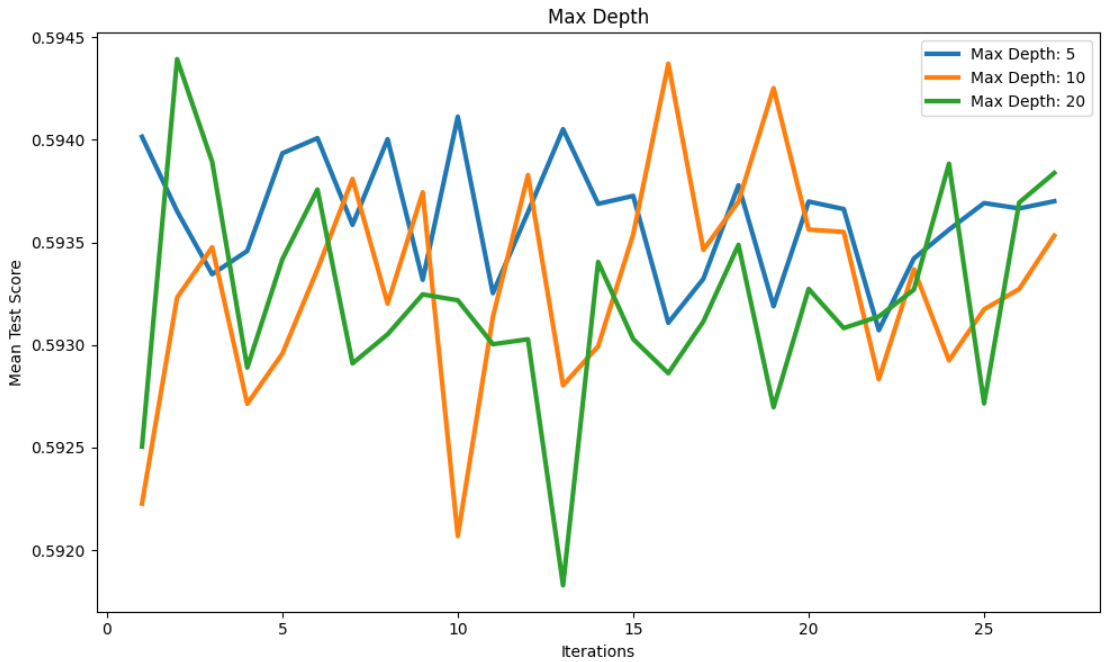 Max Depth
0.5945
0.5940
0.5935
0.5930
0.5925
0.5920
Mean Test Score
Max Depth: 5
Max Depth: 10
Max Depth: 20
0 5 10 15 20 25
Iterations